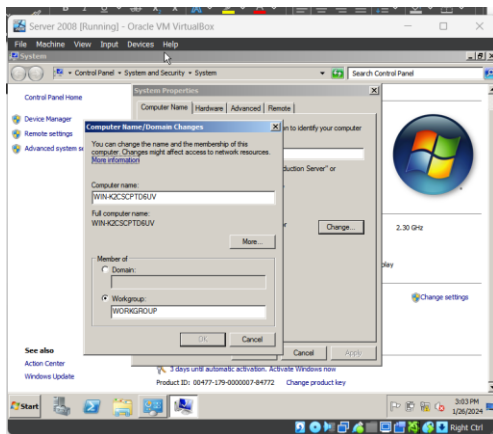 Server 2008 [Running] - Oracle VM VirtualBox
File Machine View Input Devices Help
System
Control Panel System and Security System
Search Control Panel
Control Panel Home
Device Manager
Remote settings
Advanced system s
System Properties
Computer Name Hardware Advanced Remote
n to identify your computer
duction Server" or
Change...
Cancel
Apply
Computer Name/Domain Changes
You can change the name and the membership of this
computer. Changes might affect access to network resources.
More information
Computer name:
WIN-K2CSCPTD6UV
Full computer name:
WIN-K2CSCPTD6UV
More...
Member of
Domain:
Workgroup:
WORKGROUP
OK
Cancel
2.30 GHz
play
Change settings
See also
Action Center
Windows Update
3 days until automatic activation. Activate Windows now
Product ID: 00477-179-0000007-84772 Change product key
Start
3:03 PM
1/26/2024
Right Ctrl